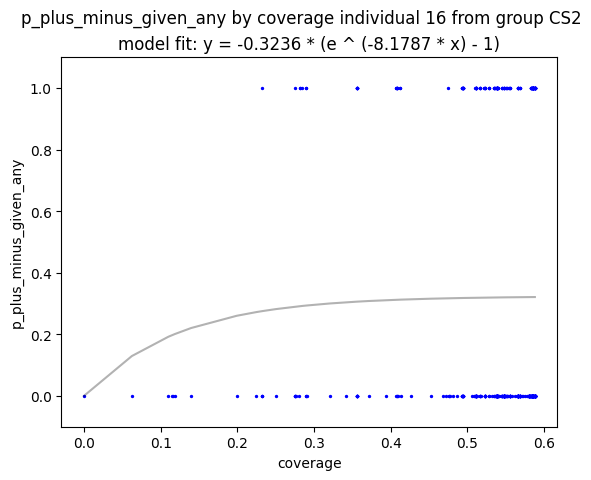 p_plus_minus_given_any by coverage individual 16 from group CS2
model fit: y = -0.3236 * (e ^ (-8.1787 * x) - 1)
p_plus_minus_given_any
1.0
0.8
0.6
0.4
0.2
0.0
0.0 0.1 0.2 0.3 0.4 0.5 0.6
coverage